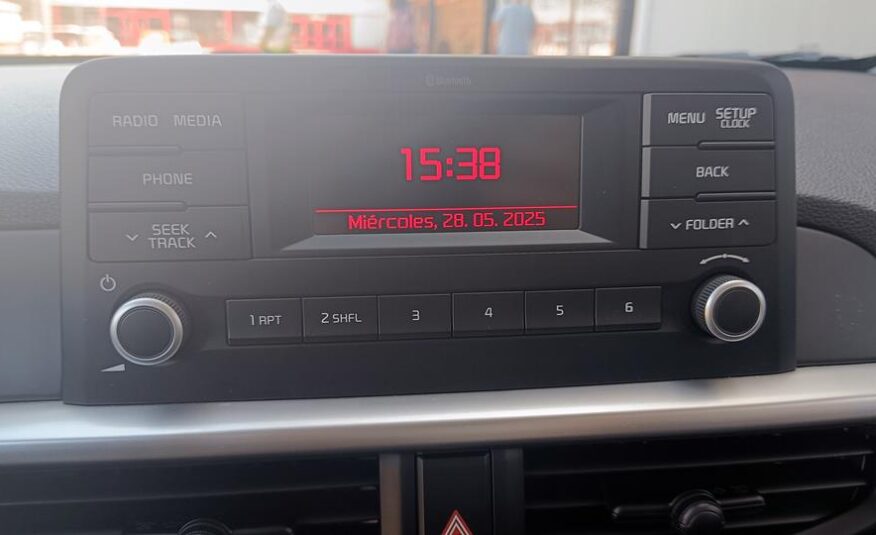 Bluetooth
RADIO MEDIA
PHONE
SEEK
TRACK
15:38
Miércoles, 28. 05. 2025
MENU SETUP
CLOCK
BACK
FOLDER
1 RPT 2 SHFL 3 4 5 6